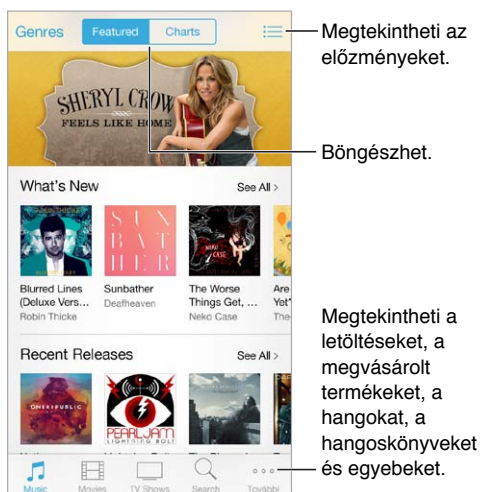 Genres Featured Charts
Megtekintheti az
előzményeket.
SHERYL CROW
FEELS LIKE HOME
Böngészhet.
What's New See All >
SUN
BAT
HER
NEKO CASE
Blurred Lines
(Deluxe Vers...
Robin Thicke
Sunbather
Deafheaven
The Worse
Things Get, ...
Neko Case
Are
Yet"
The
Megtekintheti a
letöltéseket, a
megvásárolt
termékeket, a
hangokat, a
hangoskönyveket
és egyebeket.
Recent Releases See All >
ONEREPUBLIC
PEARL JAM
LIGHTNING BOLT
Music Movies TV Shows Search További